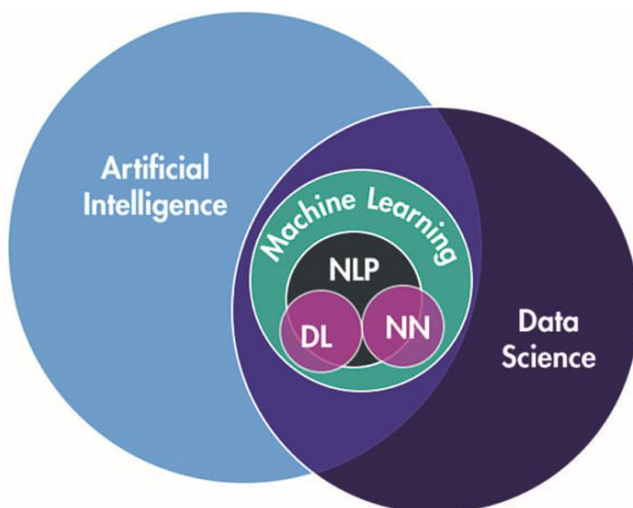 Artificial
Intelligence
Machine Learning
NLP
DL
NN
Data
Science